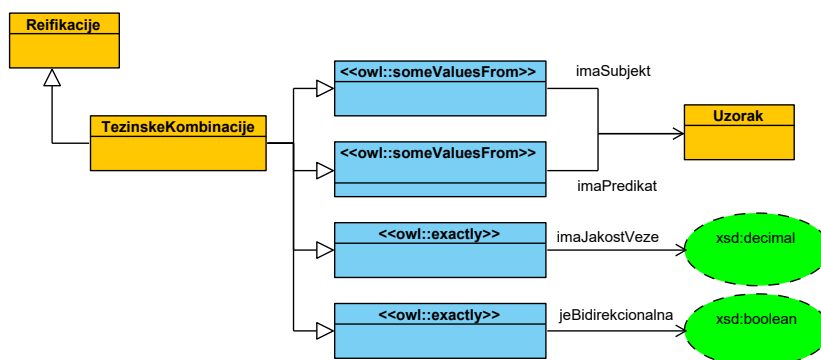 Reifikacije
<<owl::someValuesFrom>>
imaSubjekt
TezinskeKombinacije
Uzorak
<<owl::someValuesFrom>>
imaPredikat
<<owl::exactly>>
imaJakostVeze
xsd:decimal
<<owl::exactly>>
jeBidirekcionalna
xsd:boolean